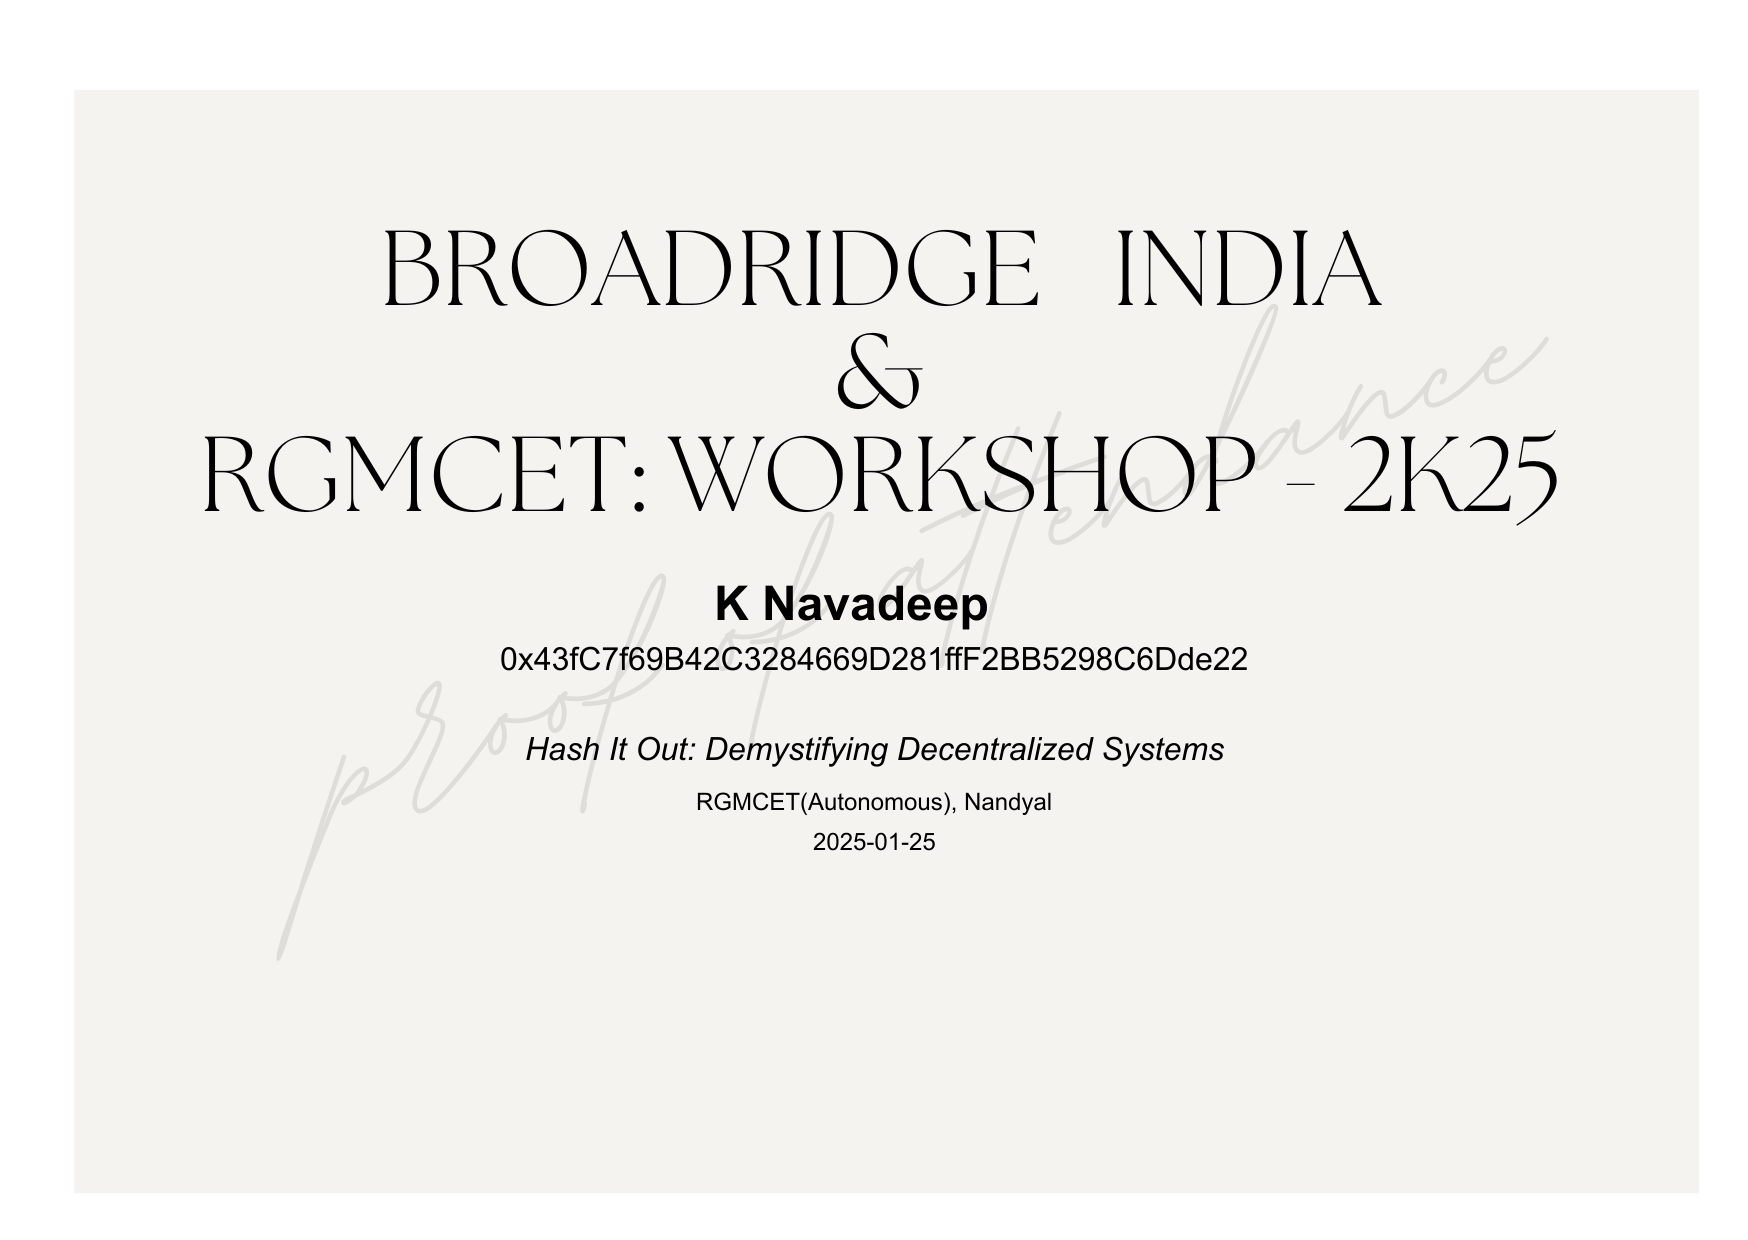 BROADRIDGE INDIA
&
RGMCET: WORKSHOP - 2K25
proof of attendance
K Navadeep
0x43fC7f69B42C3284669D281ffF2BB5298C6Dde22
Hash It Out: Demystifying Decentralized Systems
RGMCET(Autonomous), Nandyal
2025-01-25